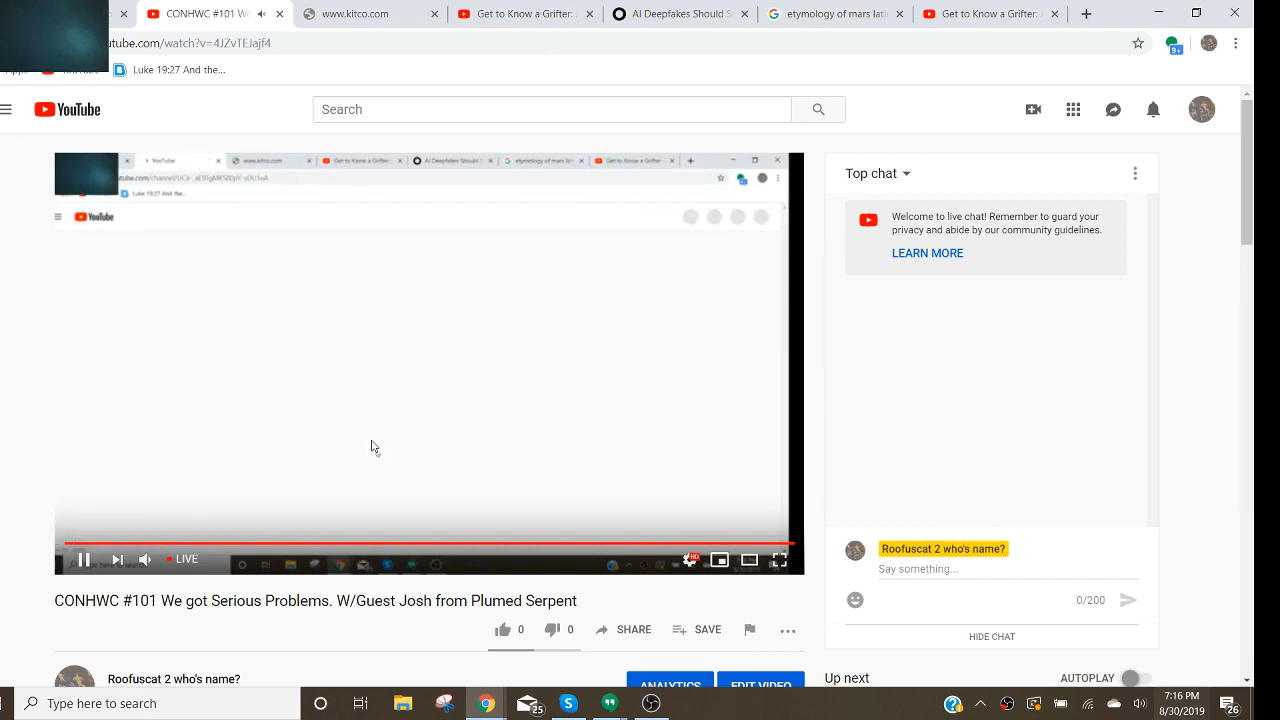 CONHWC #101 We
www.kitco.com
Get to Know a Grifter: A
AI Deepfakes Should S
etymology of mars lati
Get to Know a Grifter: A
utube.com/watch?v=4JZvTEJajf4
9+
Apps
YouTube
Luke 19:27 And the...
YouTube
Search
YouTube
www.kitco.com
Get to Know a Grifter
AI Deepfakes Should S
etymology of mars lat
Get to Know a Grifter
Luke 19:27 And the...
YouTube
LIVE
HD
Top chat
Welcome to live chat! Remember to guard your
privacy and abide by our community guidelines.
LEARN MORE
Roofuscat 2 who's name?
Say something...
0/200
HIDE CHAT
CONHWC #101 We got Serious Problems. W/Guest Josh from Plumed Serpent
0
0
SHARE
SAVE
Roofuscat 2 who's name?
ANALYTICS
EDIT VIDEO
Up next
AUTOPLAY
Type here to search
25
7:16 PM
8/30/2019
26